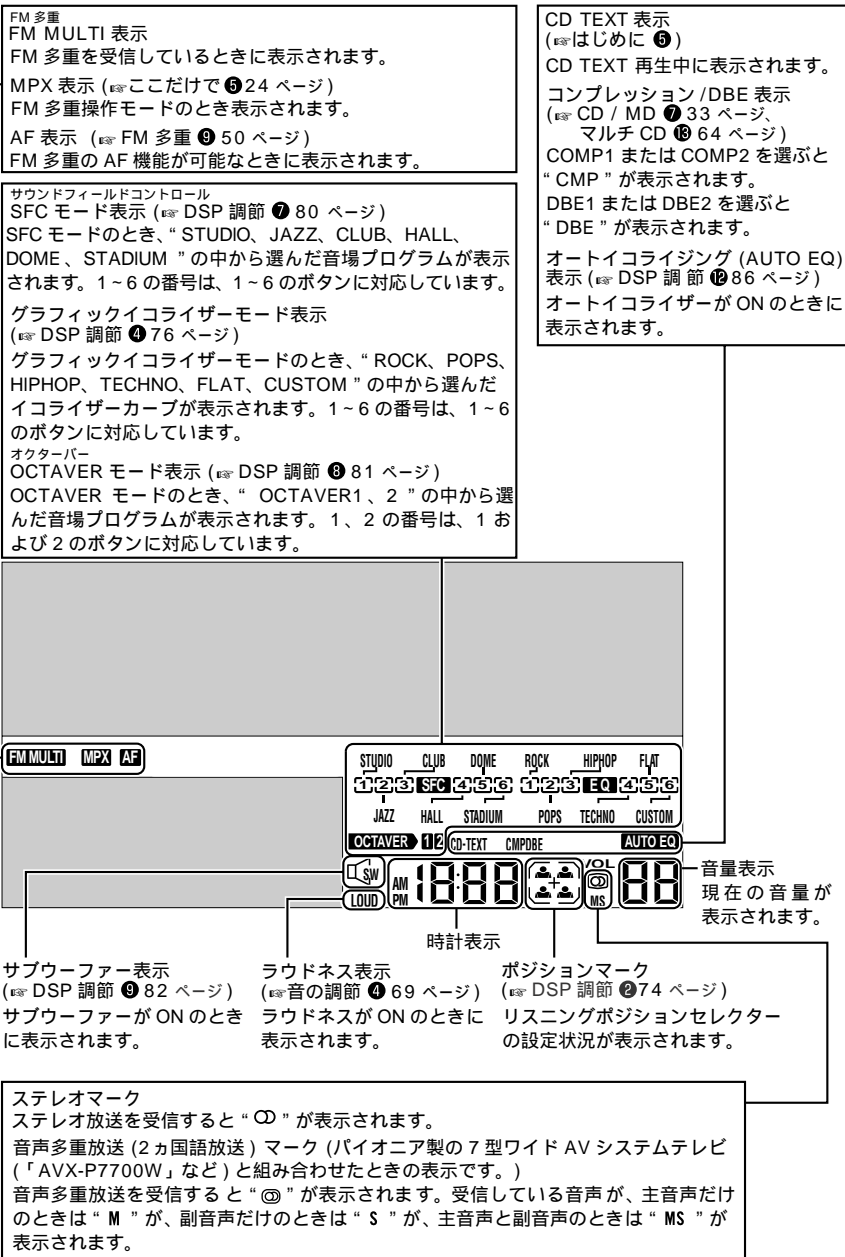 FM 多重
FM MULTI 表示
FM 多重を受信しているときに表示されます。
MPX 表示 (☞ここだけで ❺24 ページ)
FM 多重操作モードのとき表示されます。
AF 表示 (☞ FM 多重 ❾ 50 ページ)
FM 多重の AF 機能が可能なときに表示されます。
サウンドフィールドコントロール
SFC モード表示 (☞ DSP 調節 ❼ 80 ページ)
SFC モードのとき、“ STUDIO、JAZZ、CLUB、HALL、
DOME 、STADIUM ” の中から選んだ音場プログラムが表示
されます。1 ~ 6 の番号は、1 ~ 6 のボタンに対応しています。
グラフィックイコライザーモード表示
(☞ DSP 調節 ❹ 76 ページ)
グラフィックイコライザーモードのとき、“ ROCK、POPS、
HIPHOP、TECHNO、FLAT、CUSTOM ” の中から選んだ
イコライザーカーブが表示されます。1 ~ 6 の番号は、1 ~ 6
のボタンに対応しています。
オクターバー
OCTAVER モード表示 (☞ DSP 調節 ❽ 81 ページ)
OCTAVER モードのとき、“ OCTAVER1 、2 ” の中から選
んだ音場プログラムが表示されます。1 、2 の番号は、1 お
よび 2 のボタンに対応しています。
CD TEXT 表示
(☞はじめに ❺)
CD TEXT 再生中に表示されます。
コンプレッション /DBE 表示
(☞ CD / MD ❼ 33 ページ、
マルチ CD ⓭ 64 ページ)
COMP1 または COMP2 を選ぶと
“ CMP ” が表示されます。
DBE1 または DBE2 を選ぶと
“ DBE ” が表示されます。
オートイコライジング (AUTO EQ)
表示 (☞ DSP 調 節 ⓬86 ページ)
オートイコライザーが ON のときに
表示されます。
FM MULTI MPX AF
STUDIO CLUB DOME ROCK HIPHOP FLAT
1 2 3 SFC 4 5 6 1 2 3 EQ 4 5 6
JAZZ HALL STADIUM POPS TECHNO CUSTOM
OCTAVER 1 2 CD-TEXT CMPDBE AUTO EQ
SW AM 18:88 VOL 88
LOUD PM MS
音量表示
現在の音量が
表示されます。
時計表示
サブウーファー表示
(☞ DSP 調節 ❾ 82 ページ)
サブウーファーが ON のとき
に表示されます。
ラウドネス表示
(☞音の調節 ❹ 69 ページ)
ラウドネスが ON のときに
表示されます。
ポジションマーク
(☞ DSP 調節 ❷74 ページ)
リスニングポジションセレクター
の設定状況が表示されます。
ステレオマーク
ステレオ放送を受信すると “ ⵔⵔ ” が表示されます。
音声多重放送 (2 ヵ国語放送 ) マーク (パイオニア製の 7 型ワイド AV システムテレビ
(「 AVX-P7700W 」など ) と組み合わせたときの表示です。)
音声多重放送を受信する と “ ⊚ ” が表示されます。受信している音声が、主音声だけ
のときは “ M ” が、副音声だけのときは “ S ” が、主音声と副音声のときは “ MS ” が
表示されます。